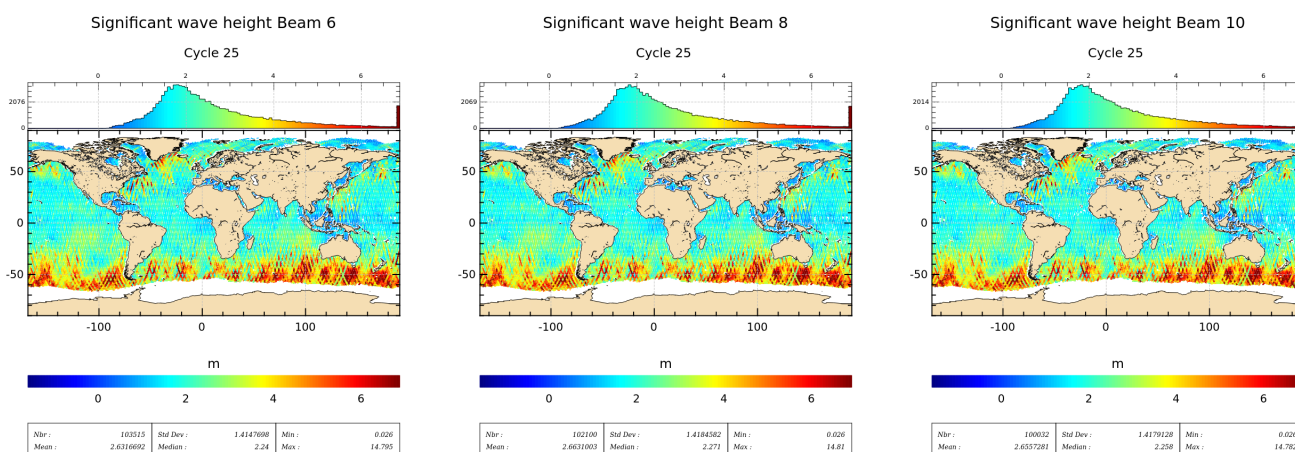 Significant wave height Beam 6
Cycle 25
0 2 4 6
2076
0
50
0
-50
-100 0 100
m
0 2 4 6
Nbr : 103515 Std Dev : 1.4147698 Min : 0.026
Mean : 2.6316692 Median : 2.24 Max : 14.795
Significant wave height Beam 8
Cycle 25
0 2 4 6
2069
0
50
0
-50
-100 0 100
m
0 2 4 6
Nbr : 102100 Std Dev : 1.4184582 Min : 0.026
Mean : 2.6631003 Median : 2.271 Max : 14.81
Significant wave height Beam 10
Cycle 25
0 2 4 6
2014
0
50
0
-50
-100 0 100
m
0 2 4 6
Nbr : 100032 Std Dev : 1.4179128 Min : 0.026
Mean : 2.6557281 Median : 2.258 Max : 14.782